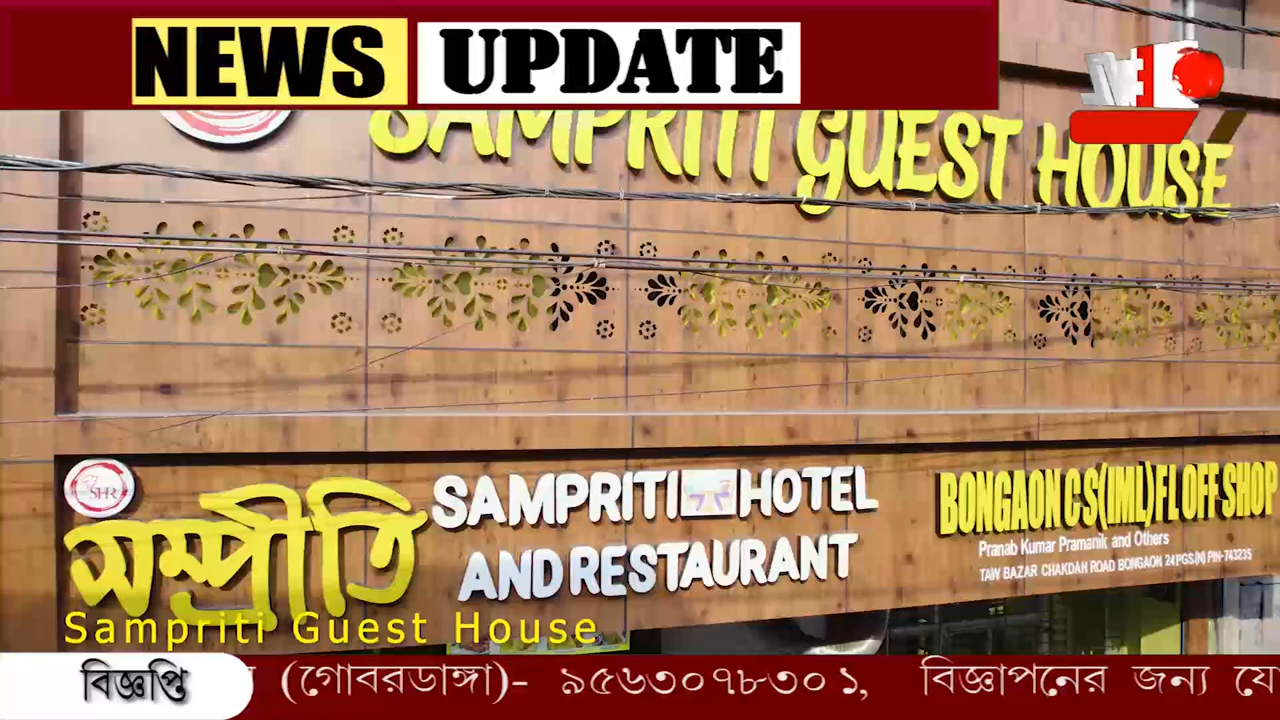 NEWS UPDATE
SAMPRITI GUEST HOUSE
SHR
সম্প্রীতি
SAMPRITI HOTEL
AND RESTAURANT
BONGAON C S(IML)FL OFF SHOP
Pranab Kumar Pramanik and Others
TAW BAZAR CHAKDAH ROAD BONGAON 24PGS.(N) PIN-743235
Sampriti Guest House
বিজ্ঞপ্তি
(গোবরডাঙ্গা)- ৯৫৬৩০৭৮৩০১, বিজ্ঞাপনের জন্য যে